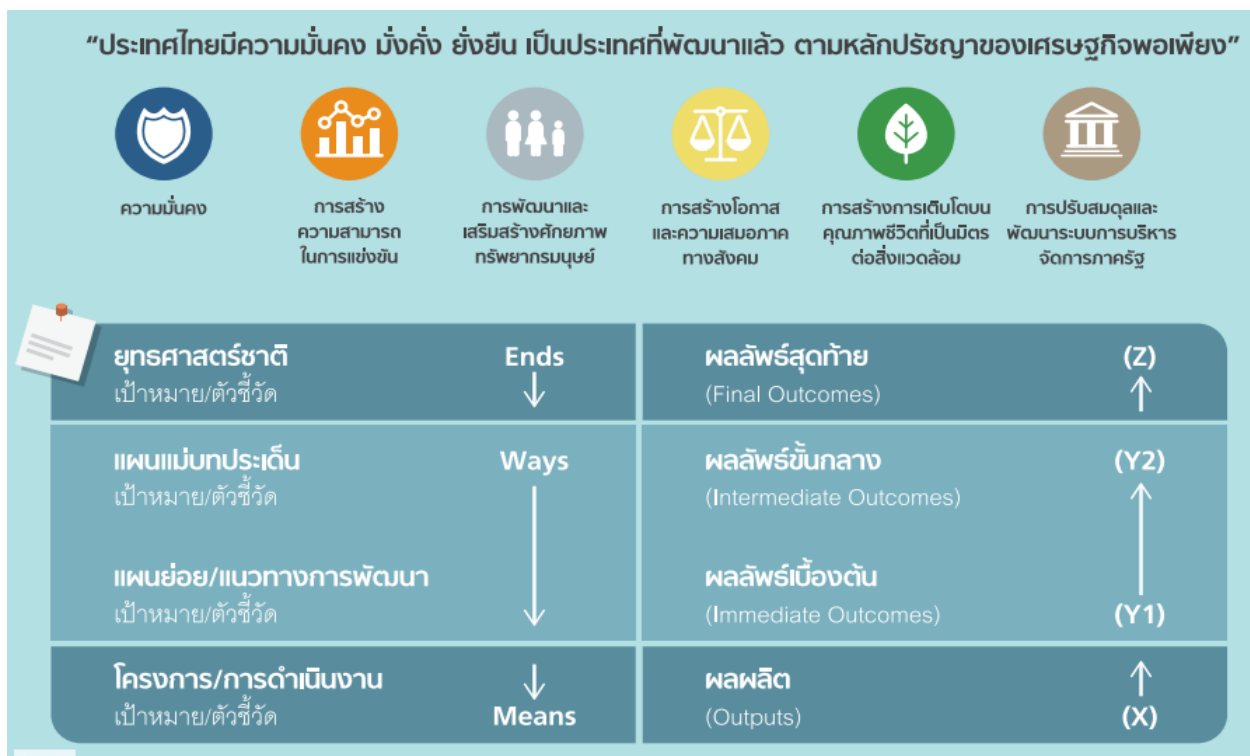 “ประเทศไทยมีความมั่นคง มั่งคั่ง ยั่งยืน เป็นประเทศที่พัฒนาแล้ว ตามหลักปรัชญาของเศรษฐกิจพอเพียง”
ความมั่นคง
การสร้าง
ความสามารถ
ในการแข่งขัน
การพัฒนาและ
เสริมสร้างศักยภาพ
ทรัพยากรมนุษย์
การสร้างโอกาส
และความเสมอภาค
ทางสังคม
การสร้างการเติบโตบน
คุณภาพชีวิตที่เป็นมิตร
ต่อสิ่งแวดล้อม
การปรับสมดุลและ
พัฒนาระบบการบริหาร
จัดการภาครัฐ
ยุทธศาสตร์ชาติ Ends
เป้าหมาย/ตัวชี้วัด
ผลลัพธ์สุดท้าย (Z)
(Final Outcomes)
แผนแม่บทประเด็น Ways
เป้าหมาย/ตัวชี้วัด
ผลลัพธ์ขั้นกลาง (Y2)
(Intermediate Outcomes)
แผนย่อย/แนวทางการพัฒนา
เป้าหมาย/ตัวชี้วัด
ผลลัพธ์เบื้องต้น
(Immediate Outcomes) (Y1)
โครงการ/การดำเนินงาน
เป้าหมาย/ตัวชี้วัด Means
ผลผลิต
(Outputs) (X)